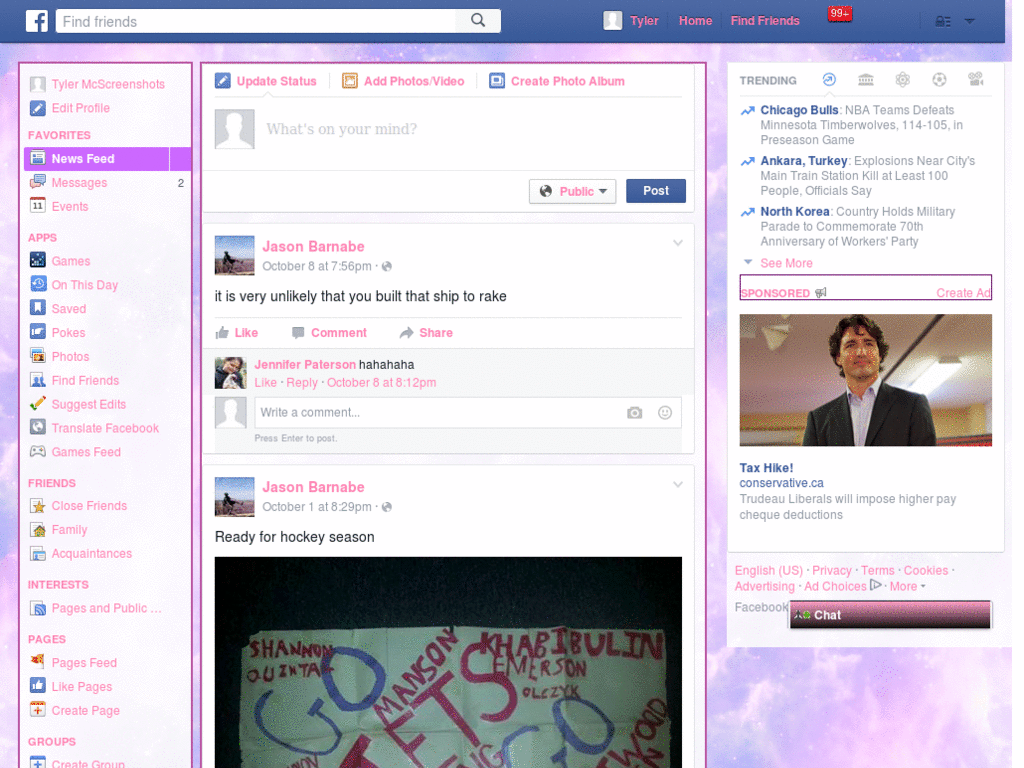 f Find friends
Tyler Home Find Friends 99+
Tyler McScreenshots
Edit Profile
FAVORITES
News Feed
Messages 2
11 Events
APPS
Games
On This Day
Saved
Pokes
Photos
Find Friends
Suggest Edits
Translate Facebook
Games Feed
FRIENDS
Close Friends
Family
Acquaintances
INTERESTS
Pages and Public ...
PAGES
Pages Feed
Like Pages
Create Page
GROUPS
Create Group
Update Status Add Photos/Video Create Photo Album
What's on your mind?
Public Post
Jason Barnabe
October 8 at 7:56pm ·
it is very unlikely that you built that ship to rake
Like Comment Share
Jennifer Paterson hahahaha
Like · Reply · October 8 at 8:12pm
Write a comment...
Press Enter to post.
Jason Barnabe
October 1 at 8:29pm ·
Ready for hockey season
SHANNON
QUINTAL
MANSON
KHABIBULIN
EMERSON
OLCZYK
GO
JETS
GO
TRENDING
Chicago Bulls: NBA Teams Defeats
Minnesota Timberwolves, 114-105, in
Preseason Game
Ankara, Turkey: Explosions Near City's
Main Train Station Kill at Least 100
People, Officials Say
North Korea: Country Holds Military
Parade to Commemorate 70th
Anniversary of Workers' Party
See More
SPONSORED Create Ad
Tax Hike!
conservative.ca
Trudeau Liberals will impose higher pay
cheque deductions
English (US) · Privacy · Terms · Cookies ·
Advertising · Ad Choices · More
Facebook
Chat